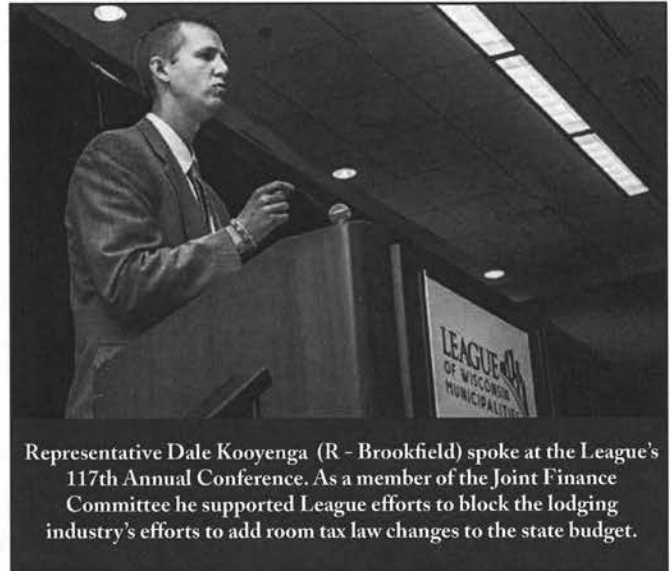 LEAGUE
OF WISCONSIN
MUNICIPALITIES
Representative Dale Kooyenga (R - Brookfield) spoke at the League's
117th Annual Conference. As a member of the Joint Finance
Committee he supported League efforts to block the lodging
industry's efforts to add room tax law changes to the state budget.